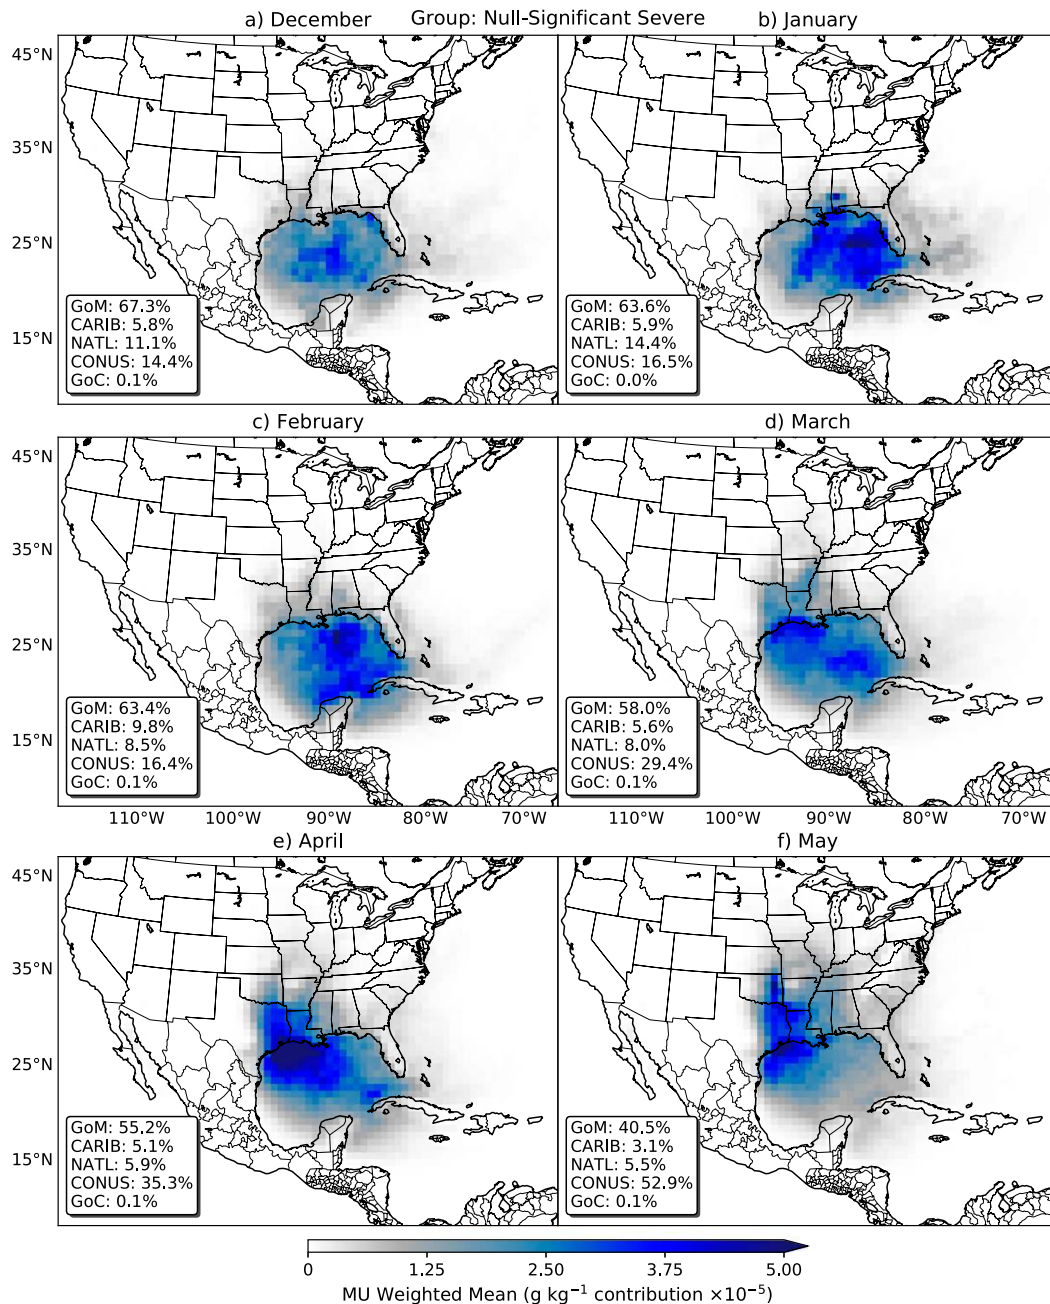 a) December
Group: Null-Significant Severe
b) January
45°N
35°N
25°N
15°N
GoM: 67.3%
CARIB: 5.8%
NATL: 11.1%
CONUS: 14.4%
GoC: 0.1%
GoM: 63.6%
CARIB: 5.9%
NATL: 14.4%
CONUS: 16.5%
GoC: 0.0%
c) February
d) March
45°N
35°N
25°N
15°N
GoM: 63.4%
CARIB: 9.8%
NATL: 8.5%
CONUS: 16.4%
GoC: 0.1%
GoM: 58.0%
CARIB: 5.6%
NATL: 8.0%
CONUS: 29.4%
GoC: 0.1%
110°W 100°W 90°W 80°W 70°W
110°W 100°W 90°W 80°W 70°W
e) April
f) May
45°N
35°N
25°N
15°N
GoM: 55.2%
CARIB: 5.1%
NATL: 5.9%
CONUS: 35.3%
GoC: 0.1%
GoM: 40.5%
CARIB: 3.1%
NATL: 5.5%
CONUS: 52.9%
GoC: 0.1%
0 1.25 2.50 3.75 5.00
MU Weighted Mean (g kg⁻¹ contribution ×10⁻⁵)